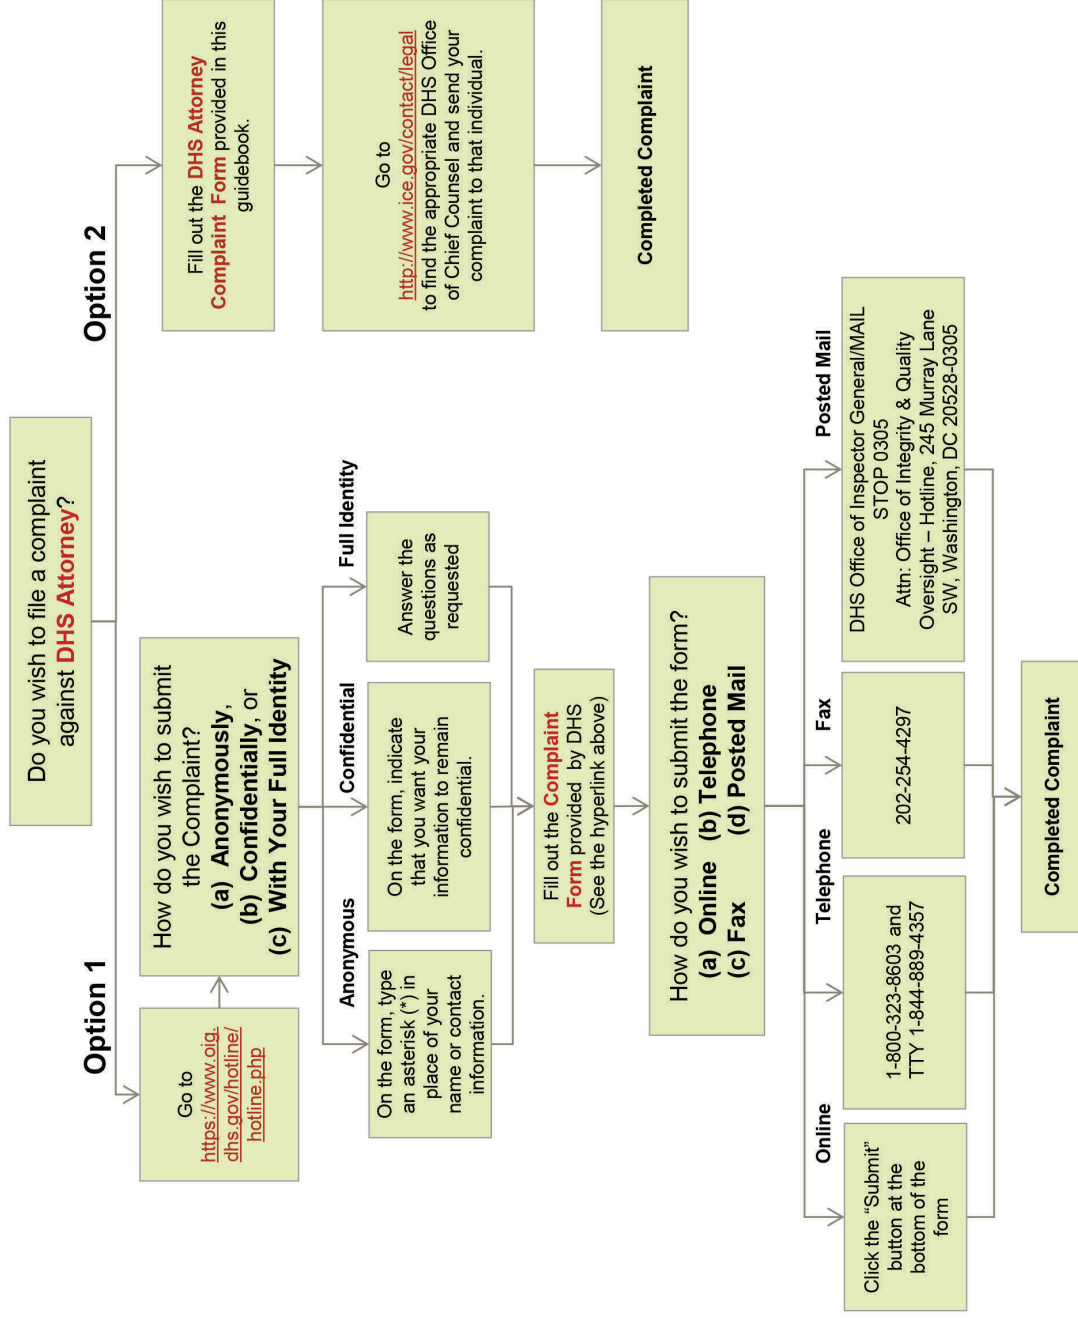 Do you wish to file a complaint
against DHS Attorney?
Option 1
Option 2
Go to
https://www.oig.
dhs.gov/hotline/
hotline.php
How do you wish to submit
the Complaint?
(a) Anonymously,
(b) Confidentially, or
(c) With Your Full Identity
Anonymous
Confidential
Full Identity
On the form, type
an asterisk (*) in
place of your
name or contact
information.
On the form, indicate
that you want your
information to remain
confidential.
Answer the
questions as
requested
Fill out the Complaint
Form provided by DHS
(See the hyperlink above)
How do you wish to submit the form?
(a) Online (b) Telephone
(c) Fax (d) Posted Mail
Online
Telephone
Fax
Posted Mail
Click the “Submit”
button at the
bottom of the
form
1-800-323-8603 and
TTY 1-844-889-4357
202-254-4297
DHS Office of Inspector General/MAIL
STOP 0305
Attn: Office of Integrity & Quality
Oversight – Hotline, 245 Murray Lane
SW, Washington, DC 20528-0305
Completed Complaint
Fill out the DHS Attorney
Complaint Form provided in this
guidebook.
Go to
http://www.ice.gov/contact/legal
to find the appropriate DHS Office
of Chief Counsel and send your
complaint to that individual.
Completed Complaint